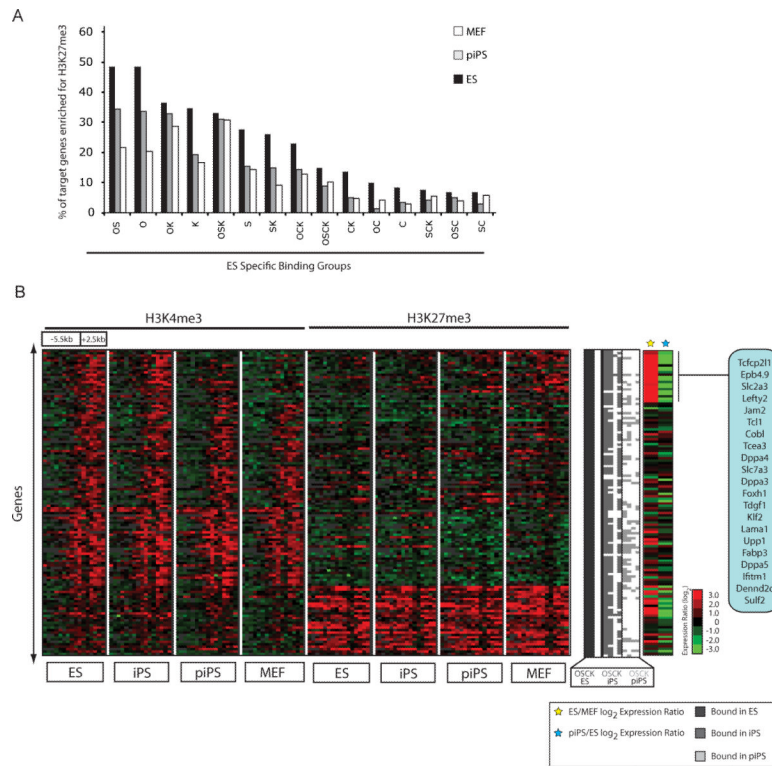 A
% of target genes enriched for H3K27me3
60
50
40
30
20
10
0
MEF
piPS
ES
OS O OK K OSK S SK OCK OSCK CK OC C SCK OSC SC
ES Specific Binding Groups
B
H3K4me3 H3K27me3
-5.5kb +2.5kb
Genes
ES iPS piPS MEF ES iPS piPS MEF
OSCK OSCK OSCK
ES iPS piPS
Expression Ratio (log2)
3.0
2.0
1.0
0
-1.0
-2.0
-3.0
Tcfcp2l1
Epb4.9
Slc2a3
Lefty2
Jam2
Tcl1
Cobl
Tcea3
Dppa4
Slc7a3
Dppa3
Foxh1
Tdgf1
Klf2
Lama1
Upp1
Fabp3
Dppa5
Ifitm1
Dennd2c
Sulf2
ES/MEF log2 Expression Ratio
piPS/ES log2 Expression Ratio
Bound in ES
Bound in iPS
Bound in piPS